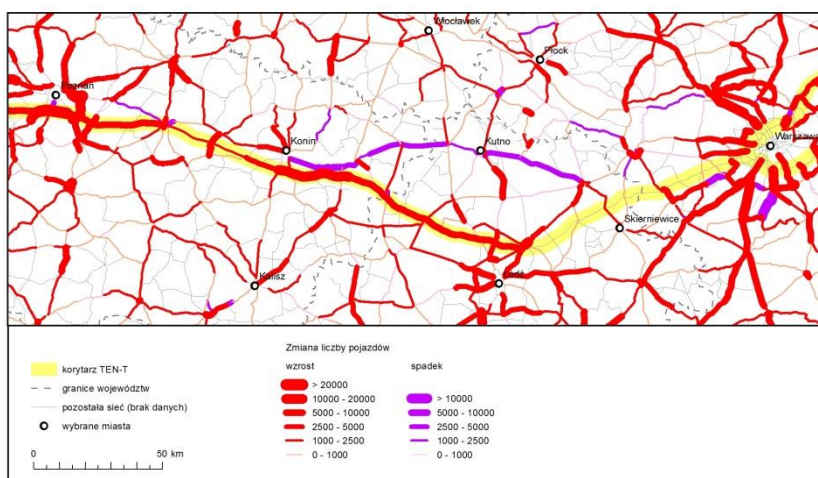 Włocławek
Płock
Poznań
Warszawa
Konin
Kutno
Skierniewice
Kalisz
Łódź
Zmiana liczby pojazdów
korytarz TEN-T
granice województw
pozostała sieć (brak danych)
wybrane miasta
0 50 km
wzrost
> 20000
10000 - 20000
5000 - 10000
2500 - 5000
1000 - 2500
0 - 1000
spadek
> 10000
5000 - 10000
2500 - 5000
1000 - 2500
0 - 1000